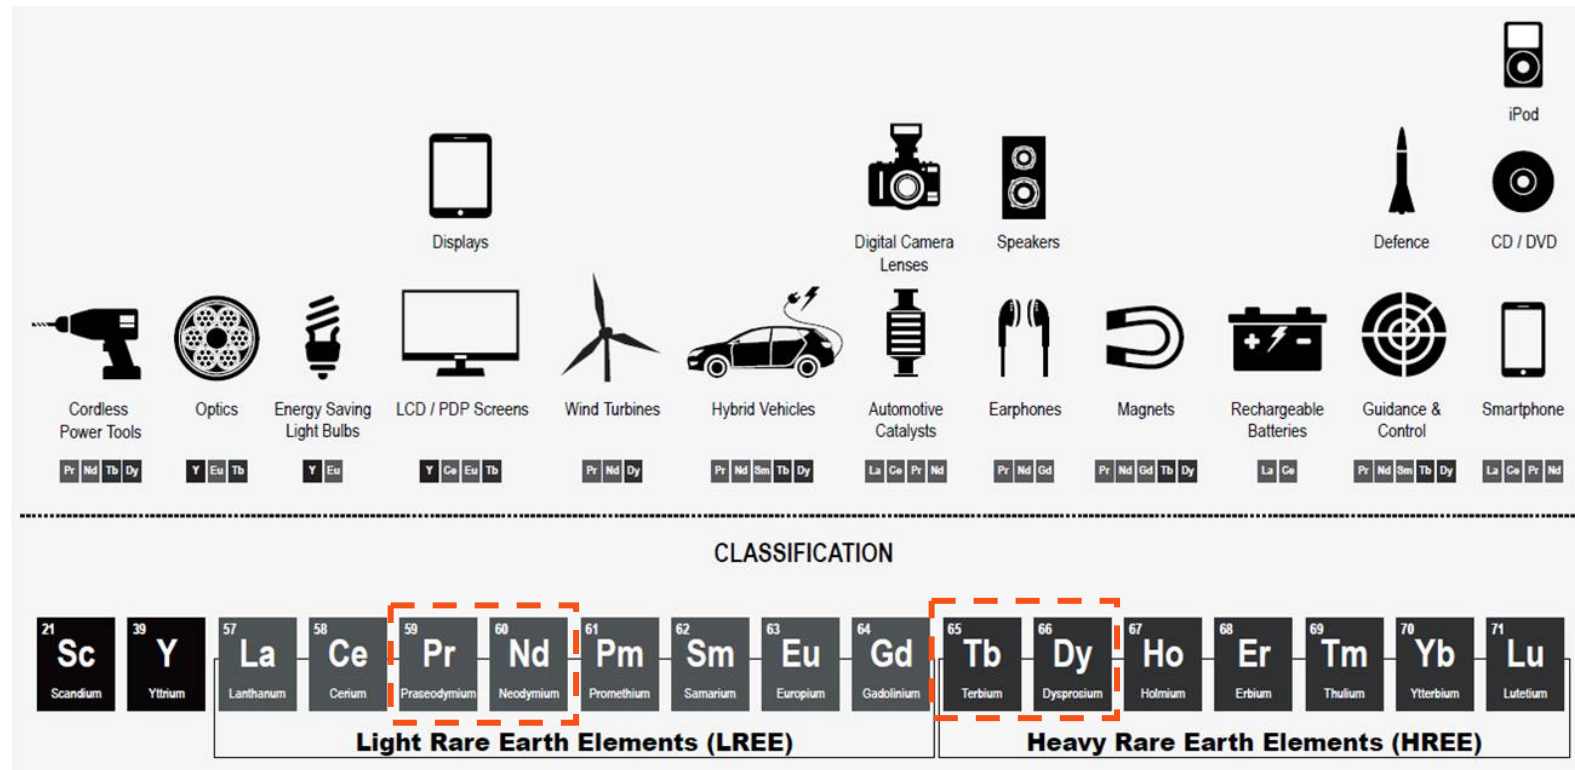 iPod
Displays
Digital Camera
Lenses
Speakers
Defence
CD / DVD
Cordless
Power Tools
Optics
Energy Saving
Light Bulbs
LCD / PDP Screens
Wind Turbines
Hybrid Vehicles
Automotive
Catalysts
Earphones
Magnets
Rechargeable
Batteries
Guidance &
Control
Smartphone
Pr Nd Tb Dy
Y Eu Tb
Y Eu
Y Ce Eu Tb
Pr Nd Dy
Pr Nd Sm Tb Dy
La Ce Pr Nd
Pr Nd Gd
Pr Nd Gd Tb Dy
La Ce
Pr Nd Sm Tb Dy
La Ce Pr Nd
CLASSIFICATION
21
Sc
Scandium
39
Y
Yttrium
57
La
Lanthanum
58
Ce
Cerium
59
Pr
Praseodymium
60
Nd
Neodymium
61
Pm
Promethium
62
Sm
Samarium
63
Eu
Europium
64
Gd
Gadolinium
65
Tb
Terbium
66
Dy
Dysprosium
67
Ho
Holmium
68
Er
Erbium
69
Tm
Thulium
70
Yb
Ytterbium
71
Lu
Lutetium
Light Rare Earth Elements (LREE)
Heavy Rare Earth Elements (HREE)